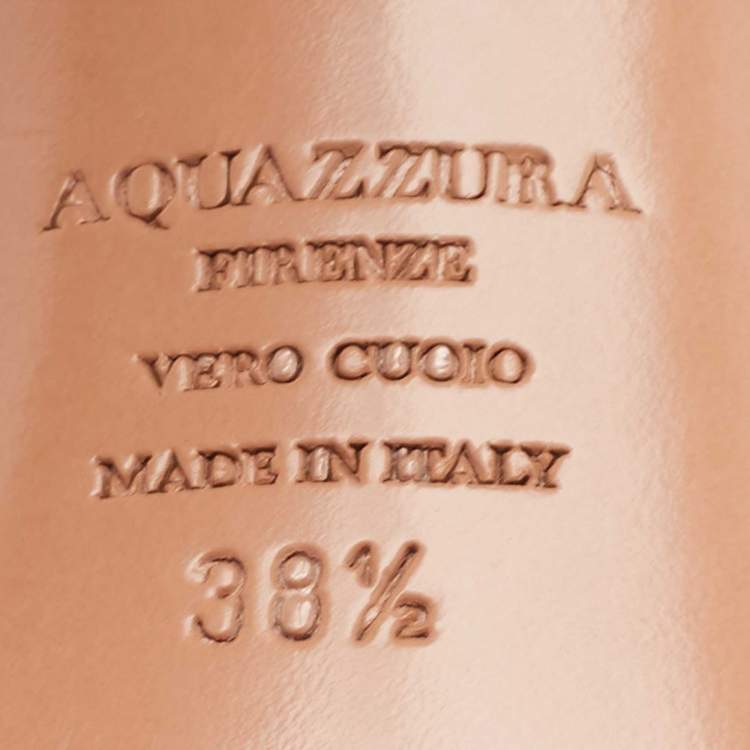 AQUAZZURA
FIRENZE
VERO CUOIO
MADE IN ITALY
38½